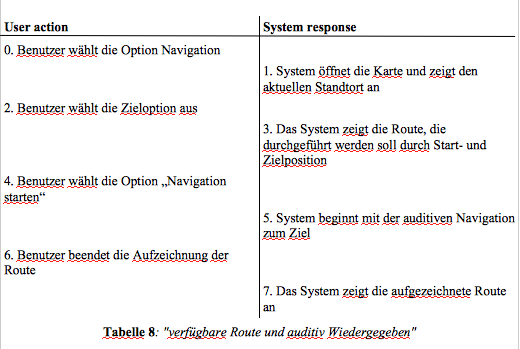 User action
System response
0. Benutzer wählt die Option Navigation
1. System öffnet die Karte und zeigt den
aktuellen Standtort an
2. Benutzer wählt die Zieloption aus
3. Das System zeigt die Route, die
durchgeführt werden soll durch Start- und
Zielposition
4. Benutzer wählt die Option „Navigation
starten“
5. System beginnt mit der auditiven Navigation
zum Ziel
6. Benutzer beendet die Aufzeichnung der
Route
7. Das System zeigt die aufgezeichnete Route
an
Tabelle 8: "verfügbare Route und auditiv Wiedergegeben"